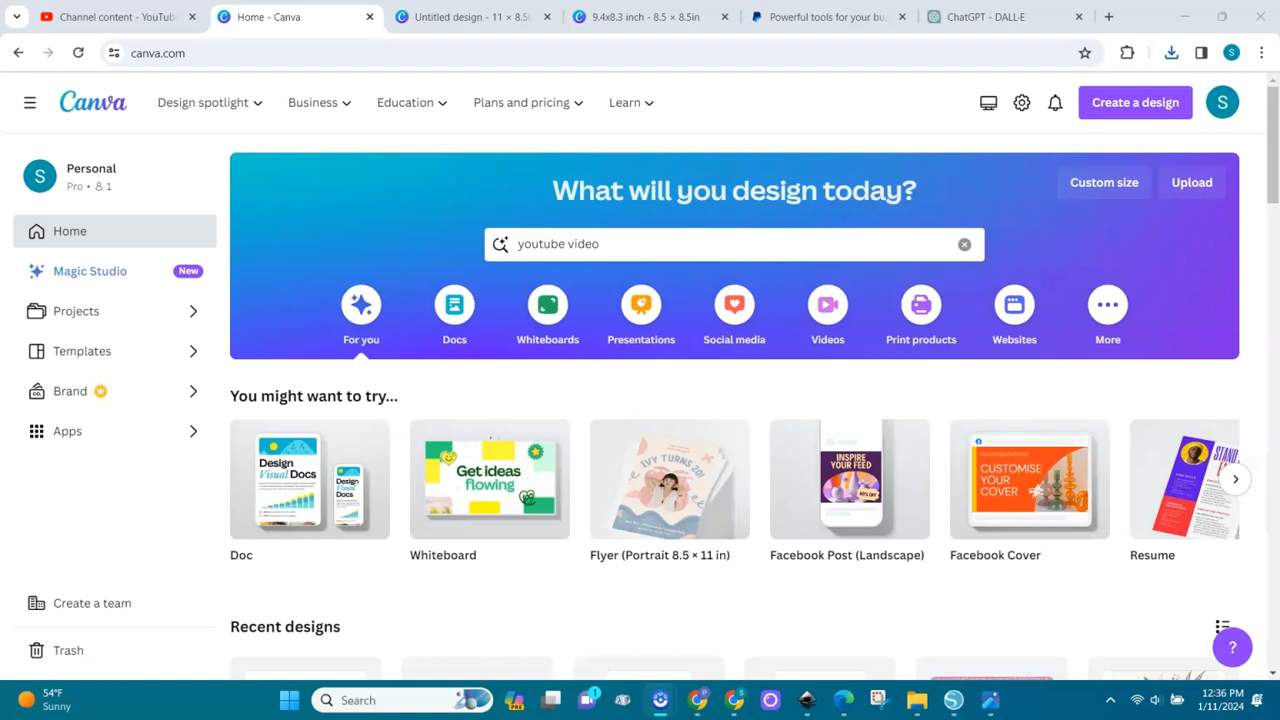 Channel content - YouTube
Home - Canva
Untitled design - 11 × 8.5
9.4x8.3 inch - 8.5 × 8.5in
Powerful tools for your bu
ChatGPT - DALL-E
canva.com
S
Canva
Design spotlight
Business
Education
Plans and pricing
Learn
Create a design
S
S
Personal
Pro • 1
Home
Magic Studio
New
Projects
Templates
Brand
Apps
Create a team
Trash
What will you design today?
Custom size
Upload
youtube video
For you
Docs
Whiteboards
Presentations
Social media
Videos
Print products
Websites
More
You might want to try...
Design
Visual Docs
Design
Visual
Docs
Get ideas
flowing
IVY TURNS
INSPIRE
YOUR FEED
CUSTOMISE
YOUR
COVER
Doc
Whiteboard
Flyer (Portrait 8.5 × 11 in)
Facebook Post (Landscape)
Facebook Cover
Resume
Recent designs
?
54°F
Sunny
Search
1
12:36 PM
1/11/2024